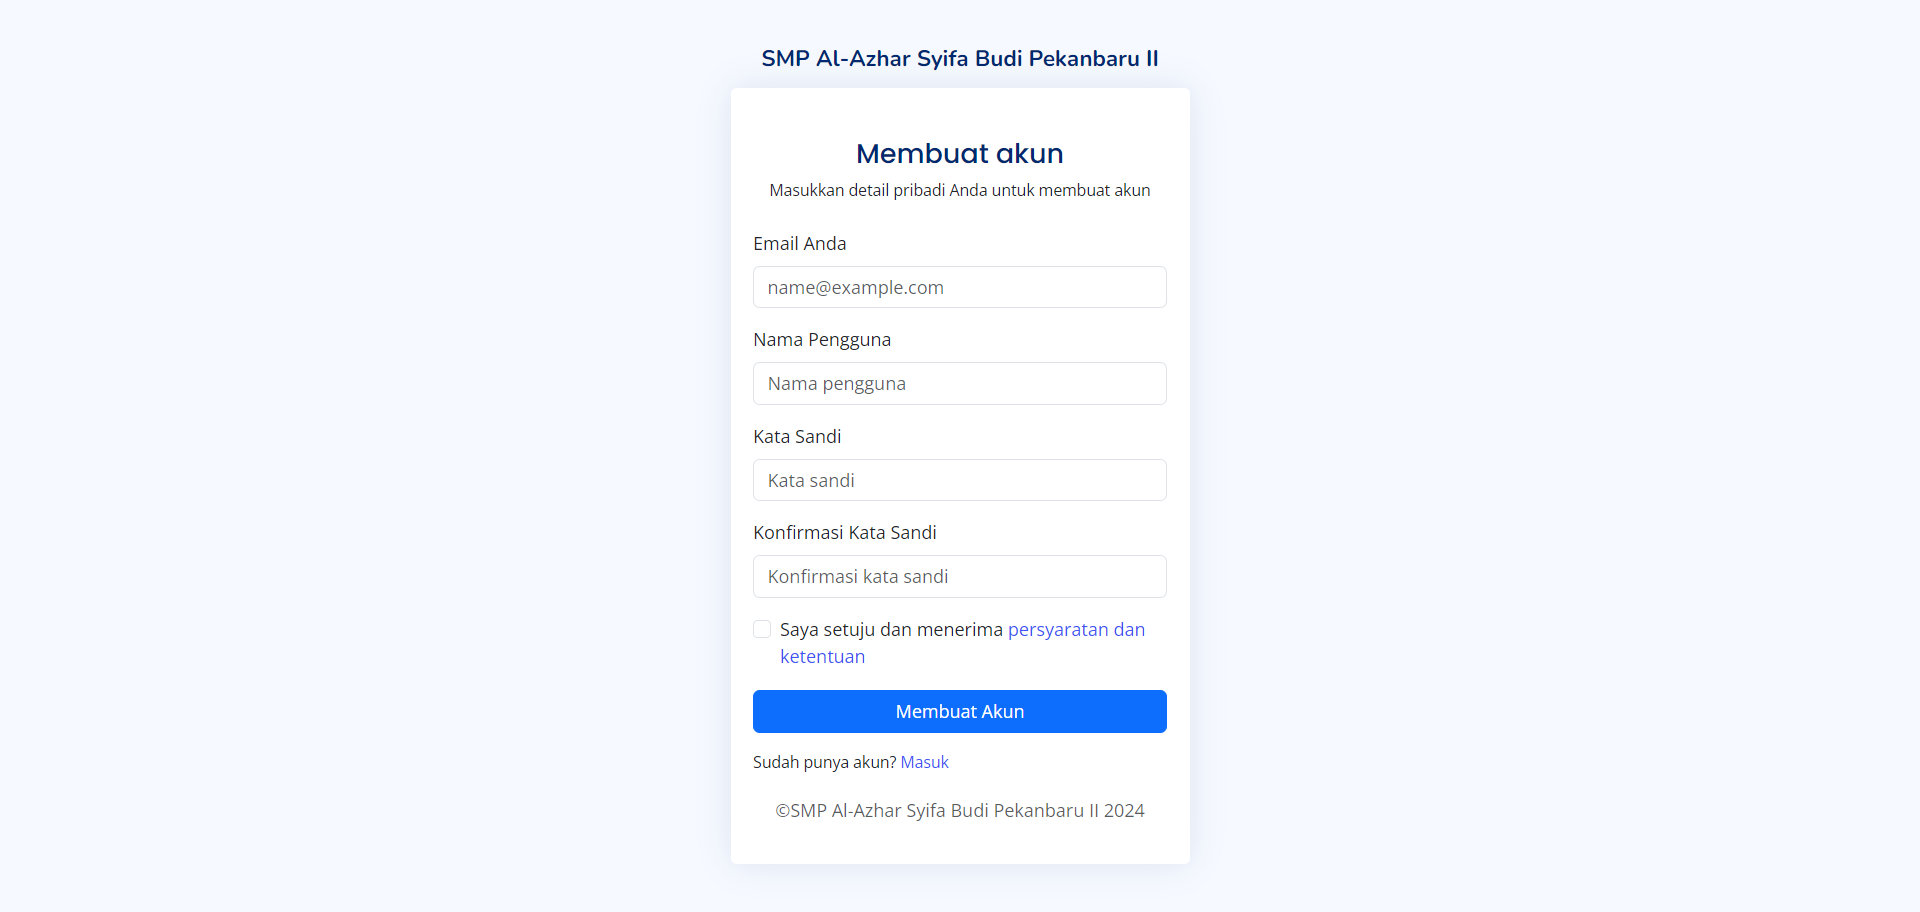 SMP Al-Azhar Syifa Budi Pekanbaru II
Membuat akun
Masukkan detail pribadi Anda untuk membuat akun
Email Anda
name@example.com
Nama Pengguna
Nama pengguna
Kata Sandi
Kata sandi
Konfirmasi Kata Sandi
Konfirmasi kata sandi
Saya setuju dan menerima persyaratan dan
ketentuan
Membuat Akun
Sudah punya akun? Masuk
©SMP Al-Azhar Syifa Budi Pekanbaru II 2024